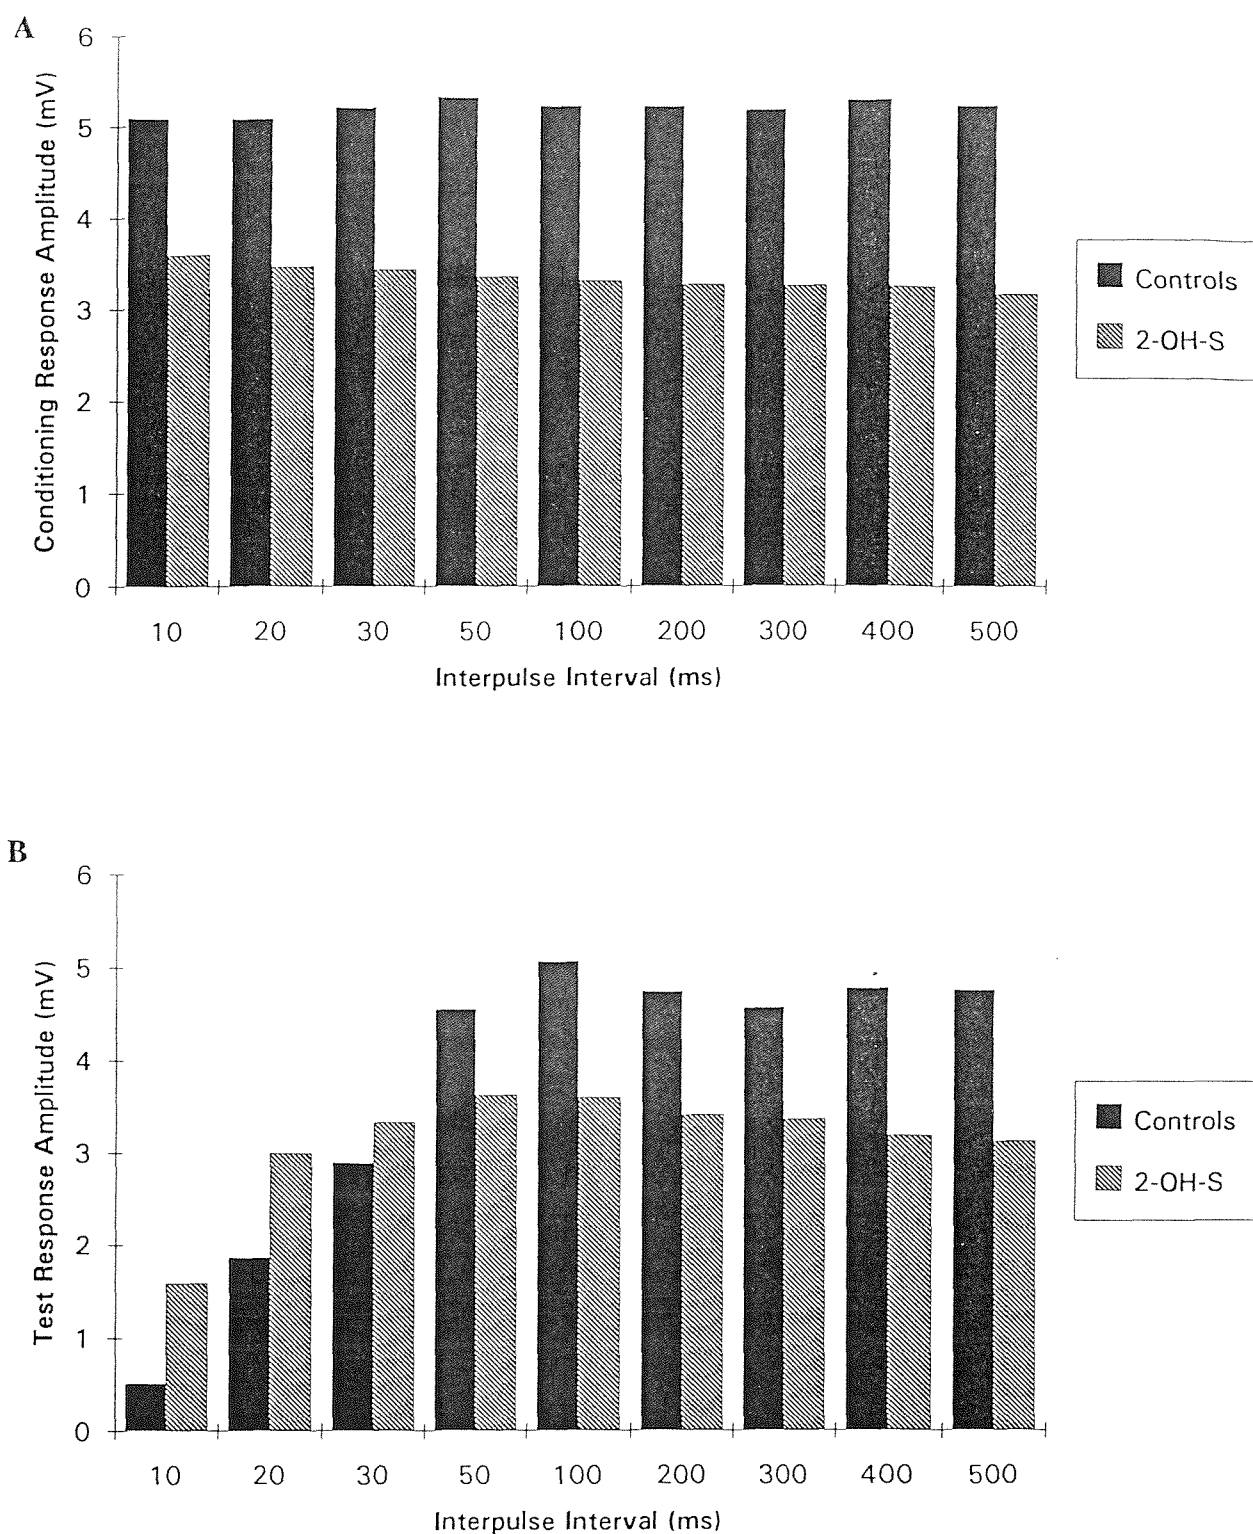 A
6
5
4
3
2
1
0
Conditioning Response Amplitude (mV)
10 20 30 50 100 200 300 400 500
Interpulse Interval (ms)
Controls
2-OH-S
B
6
5
4
3
2
1
0
Test Response Amplitude (mV)
10 20 30 50 100 200 300 400 500
Interpulse Interval (ms)
Controls
2-OH-S